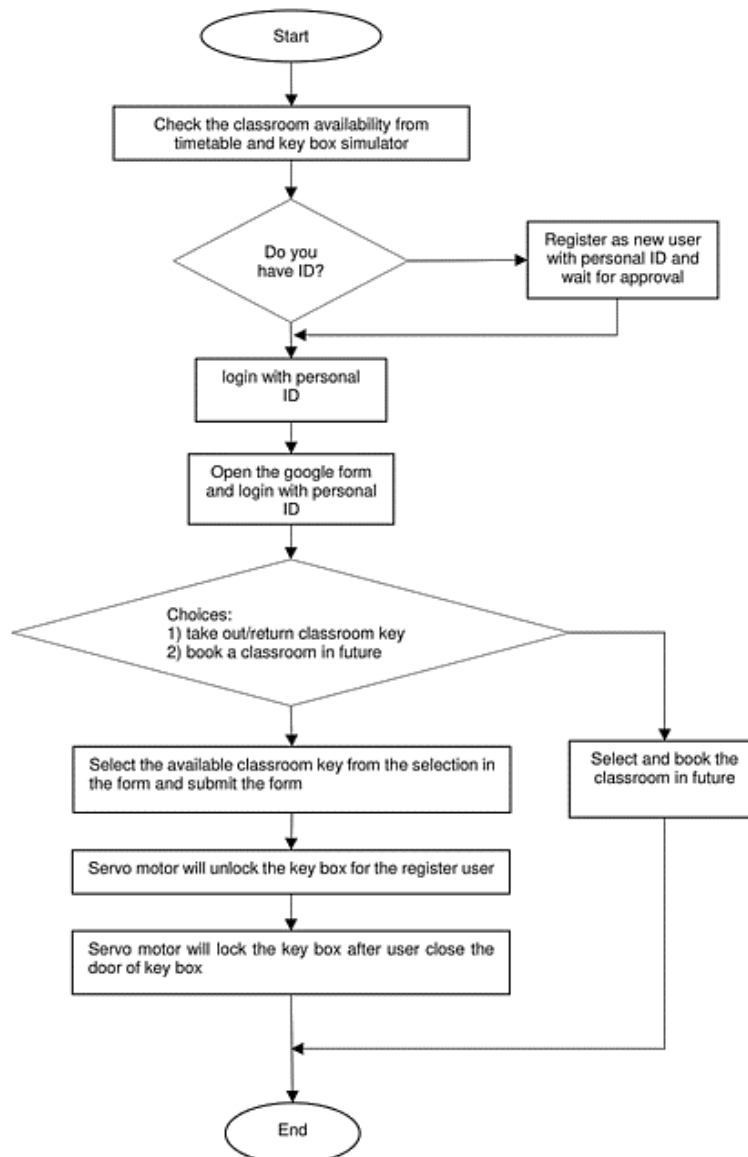 Start
Check the classroom availability from
timetable and key box simulator
Do you
have ID?
Register as new user
with personal ID and
wait for approval
login with personal
ID
Open the google form
and login with personal
ID
Choices:
1) take out/return classroom key
2) book a classroom in future
Select the available classroom key from the selection in
the form and submit the form
Select and book the
classroom in future
Servo motor will unlock the key box for the register user
Servo motor will lock the key box after user close the
door of key box
End